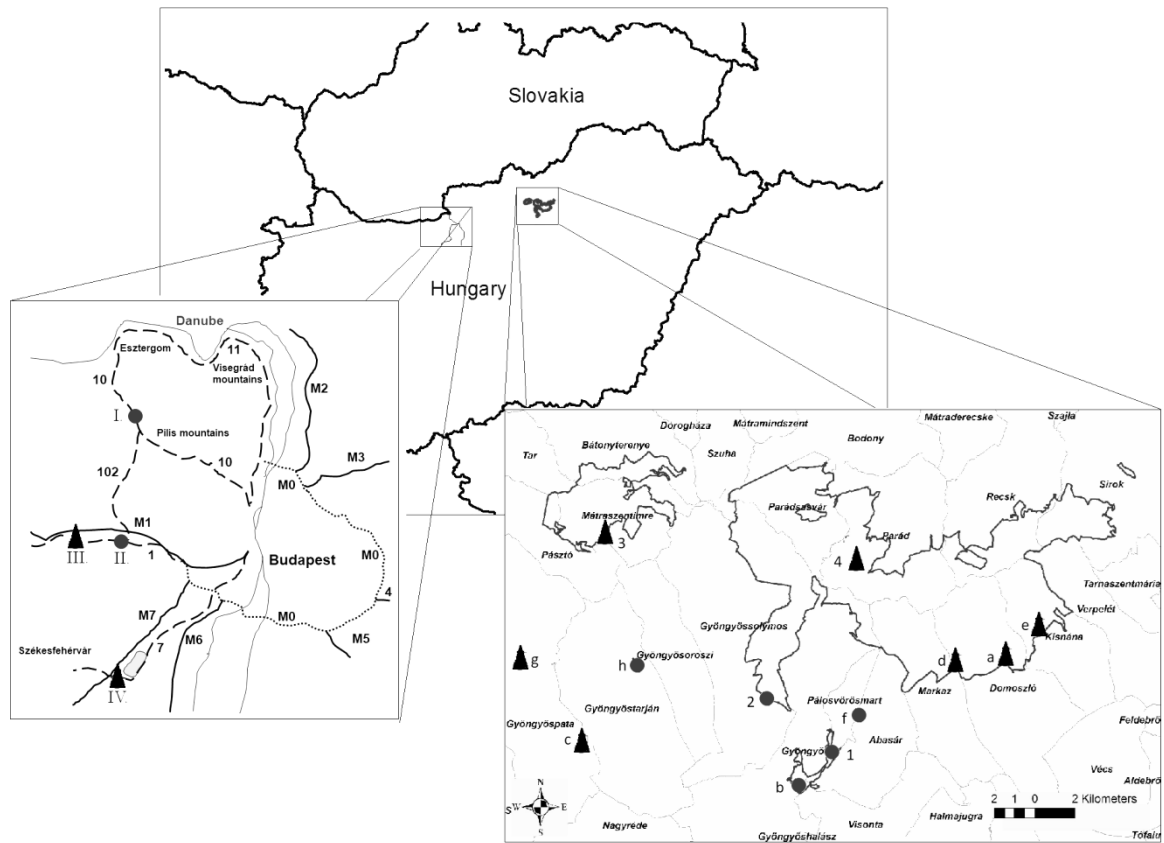 Slovakia
Hungary
Danube
Esztergom
11
Visegrád
mountains
10
M2
I.
Pilis mountains
10
M3
102
M0
M1
III.
II.
1
Budapest
M0
4
M7
M0
7
M6
M5
Székesfehérvár
IV.
Mátraderecske
Szajla
Dorogháza
Mátramindszent
Bátonyterenye
Bodony
Tar
Szuha
Sirok
Recsk
Parádsasvár
Mátraszentimre
3
Parád
Pásztó
4
Tarnaszentmária
Verpelét
Gyöngyössolymos
e
Kisnána
g
h
Gyöngyösoroszi
d
a
Markaz
Domoszló
2
Pálosvörösmart
Gyöngyöstarján
f
Gyöngyöspata
Feldebrő
c
Abasár
Gyöngyös
1
Vécs
Aldebrő
b
N
W
E
S
s
2 1 0 2 Kilometers
Nagyréde
Visonta
Halmajugra
Gyöngyöshalász
Tófalu